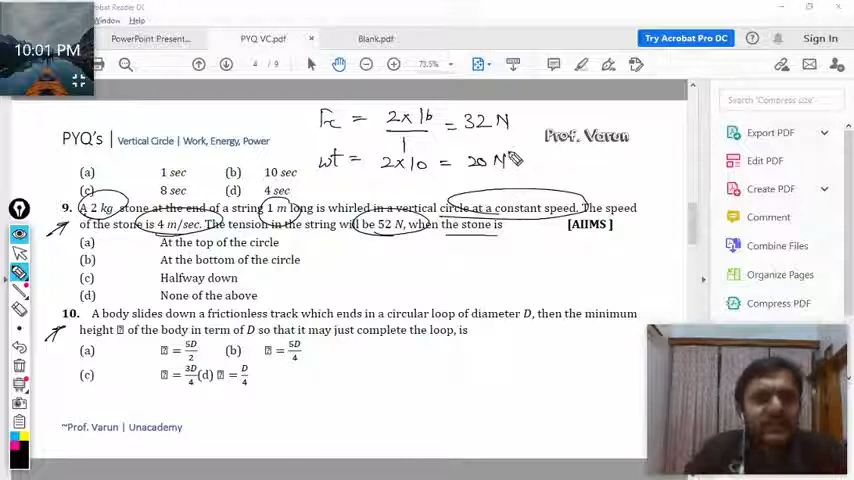 Acrobat Reader DC
Window Help
10:01 PM
PowerPoint Present...
PYQ VC.pdf
×
Blank.pdf
Try Acrobat Pro DC
Sign In
/ 9
73.5%
Search "Compress size"
Export PDF
Edit PDF
Create PDF
Comment
Combine Files
Organize Pages
Compress PDF
Fc = 2 x 16 / 1 = 32 N
wt = 2 x 10 = 20 N
Prof. Varun
PYQ's | Vertical Circle | Work, Energy, Power
(a) 1 sec (b) 10 sec
(c) 8 sec (d) 4 sec
9. A 2 kg stone at the end of a string 1 m long is whirled in a vertical circle at a constant speed. The speed
of the stone is 4 m/sec. The tension in the string will be 52 N, when the stone is [AIIMS ]
(a) At the top of the circle
(b) At the bottom of the circle
(c) Halfway down
(d) None of the above
10. A body slides down a frictionless track which ends in a circular loop of diameter D, then the minimum
height of the body in term of D so that it may just complete the loop, is
(a) = 5D/2 (b) = 5D/4
(c) = 3D/4 (d) = D/4
~Prof. Varun | Unacademy